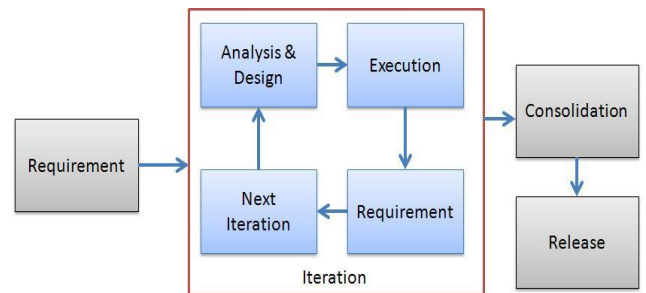 Requirement
Analysis &
Design
Execution
Requirement
Next
Iteration
Iteration
Consolidation
Release